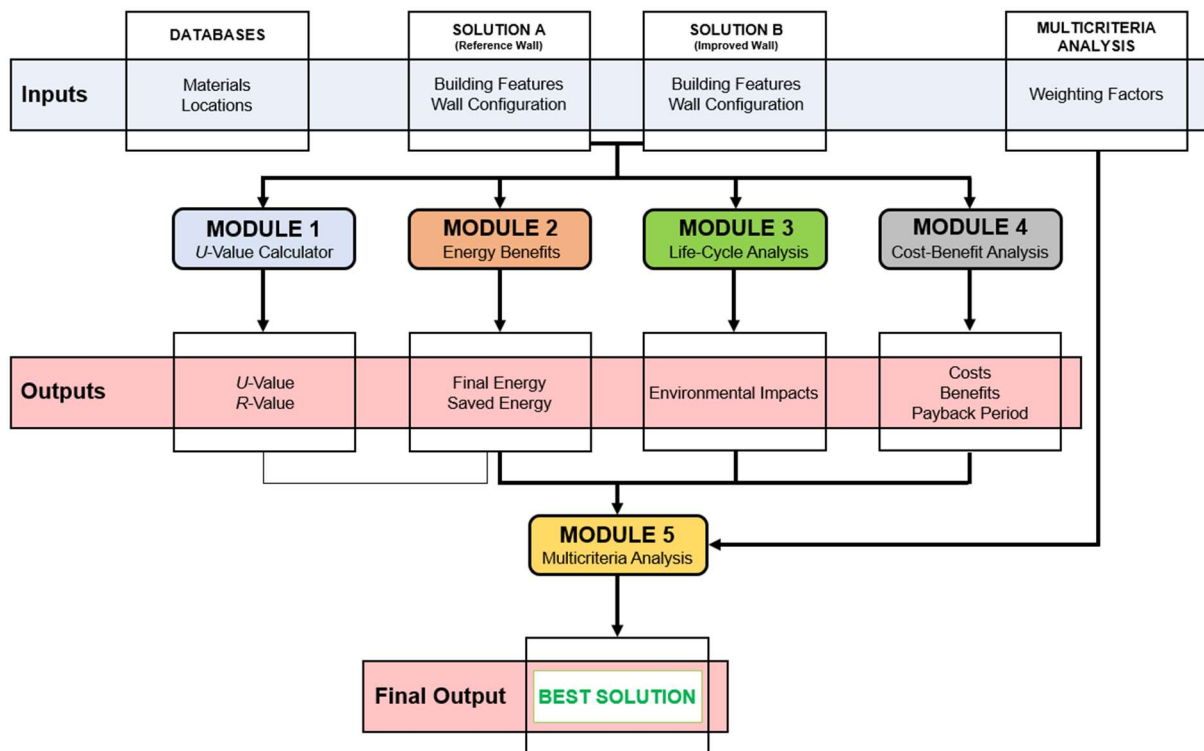 DATABASES
SOLUTION A
(Reference Wall)
SOLUTION B
(Improved Wall)
MULTICRITERIA
ANALYSIS
Inputs
Materials
Locations
Building Features
Wall Configuration
Building Features
Wall Configuration
Weighting Factors
MODULE 1
U-Value Calculator
MODULE 2
Energy Benefits
MODULE 3
Life-Cycle Analysis
MODULE 4
Cost-Benefit Analysis
Outputs
U-Value
R-Value
Final Energy
Saved Energy
Environmental Impacts
Costs
Benefits
Payback Period
MODULE 5
Multicriteria Analysis
Final Output
BEST SOLUTION